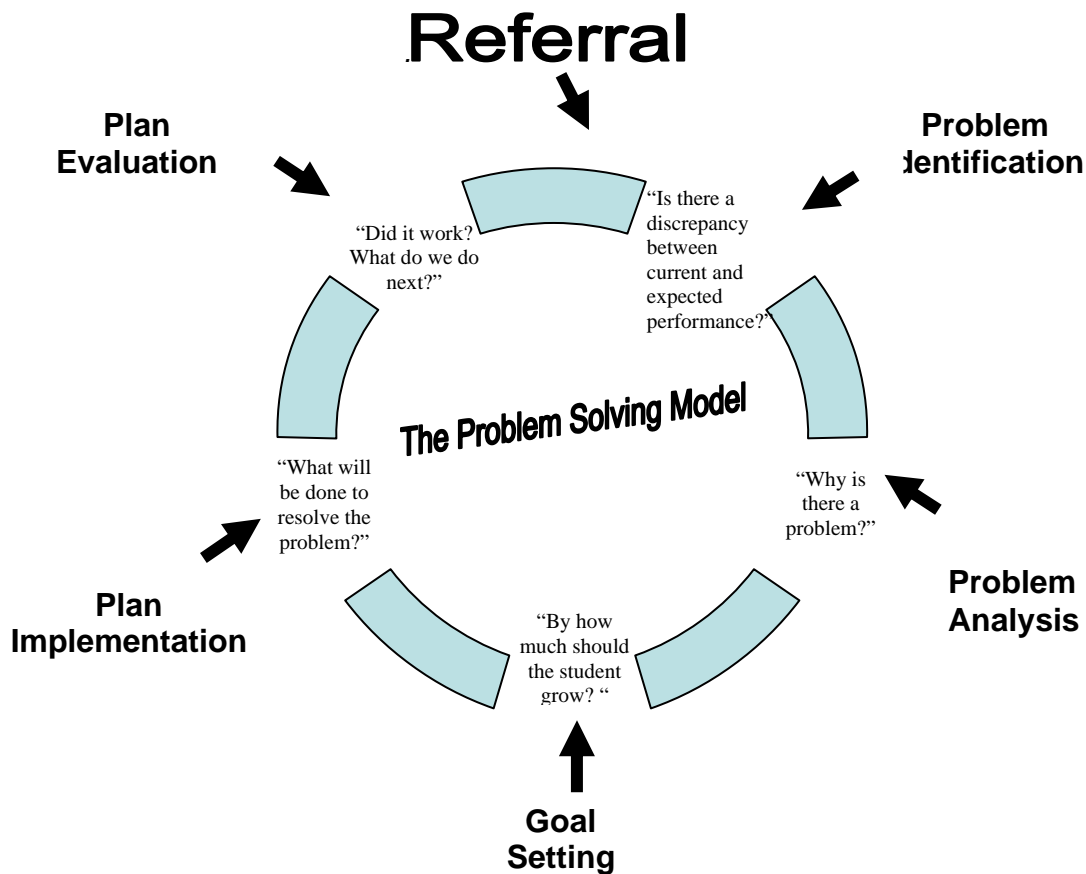 .Referral
Problem
dentification
“Is there a
discrepancy
between
current and
expected
performance?”
“Why is
there a
problem?”
Problem
Analysis
“By how
much should
the student
grow? “
Goal
Setting
“What will
be done to
resolve the
problem?”
Plan
Implementation
Plan
Evaluation
“Did it work?
What do we do
next?”
The Problem Solving Model